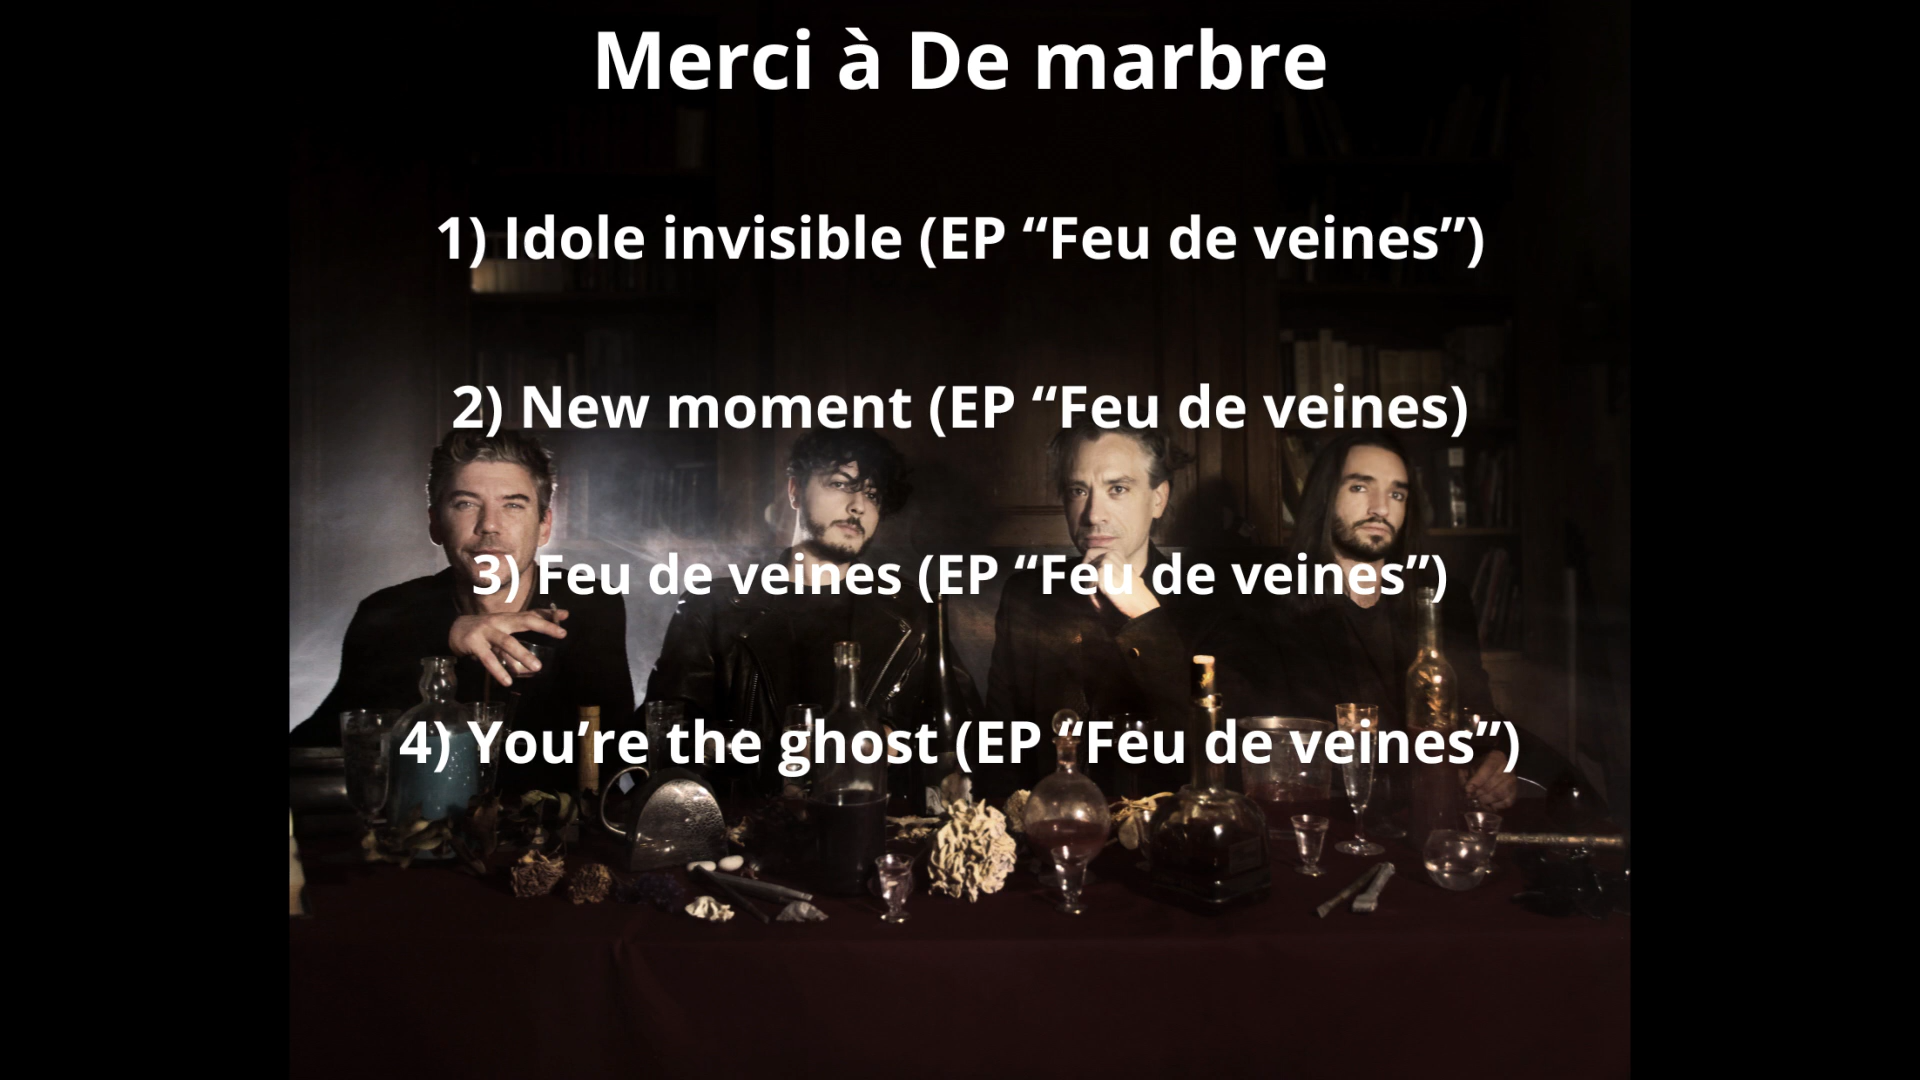 Merci à De marbre
1) Idole invisible (EP “Feu de veines”)
2) New moment (EP “Feu de veines)
3) Feu de veines (EP “Feu de veines”)
4) You’re the ghost (EP “Feu de veines”)